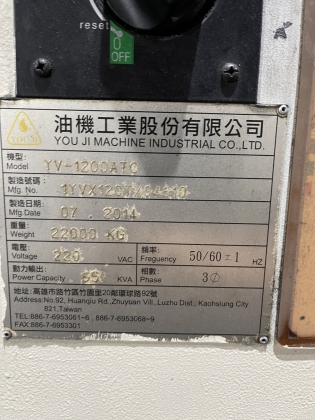 reset
0
OFF
YOUJI
油機工業股份有限公司
YOU JI MACHINE INDUSTRIAL CO.,LTD.
機型:
Model YV-1200ATC
製造號碼:
Mfg. No.
製造日期:
Mfg.Date 07 . 2014
重量:
Weight 22000 KG
電壓: 頻率:
Voltage 220 VAC Frequency 50/60±1 HZ
動力輸出: 相數:
Power Capacity KVA Phase 3∅
地址:高雄市路竹區竹園里20鄰環球路92號
Address:No.92, Huanqiu Rd.,Zhuyuan Vill.,Luzhu Dist., Kaohsiung City
821,Taiwan
TEL:886-7-6953061~6 , 886-7-6953068~9
FAX:886-7-6953301